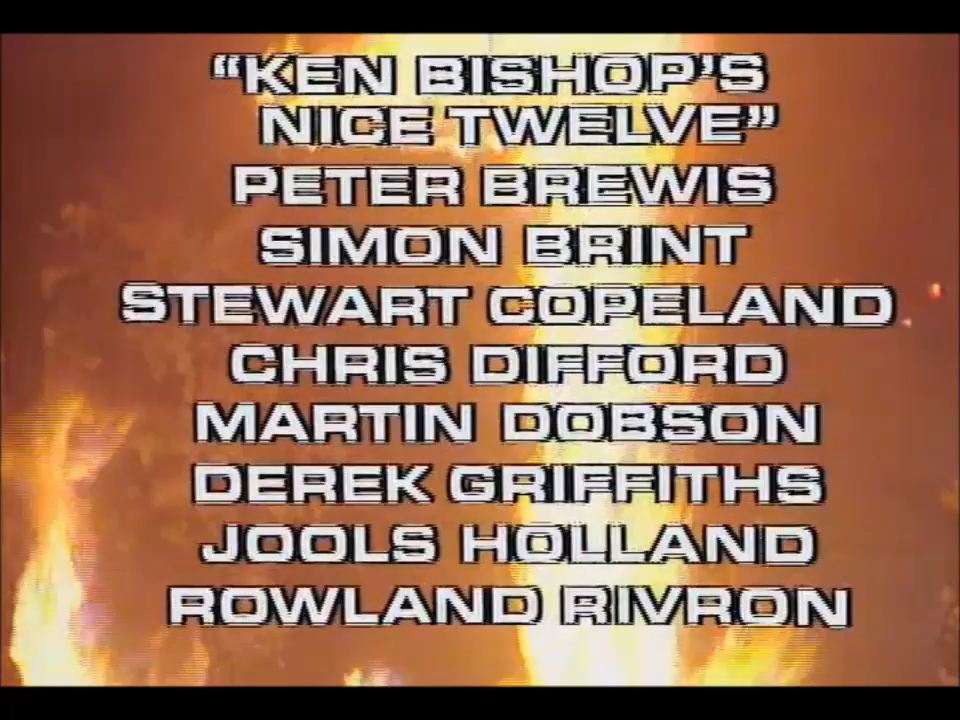 “KEN BISHOP’S
NICE TWELVE”
PETER BREWIS
SIMON BRINT
STEWART COPELAND
CHRIS DIFFORD
MARTIN DOBSON
DEREK GRIFFITHS
JOOLS HOLLAND
ROWLAND RIVRON